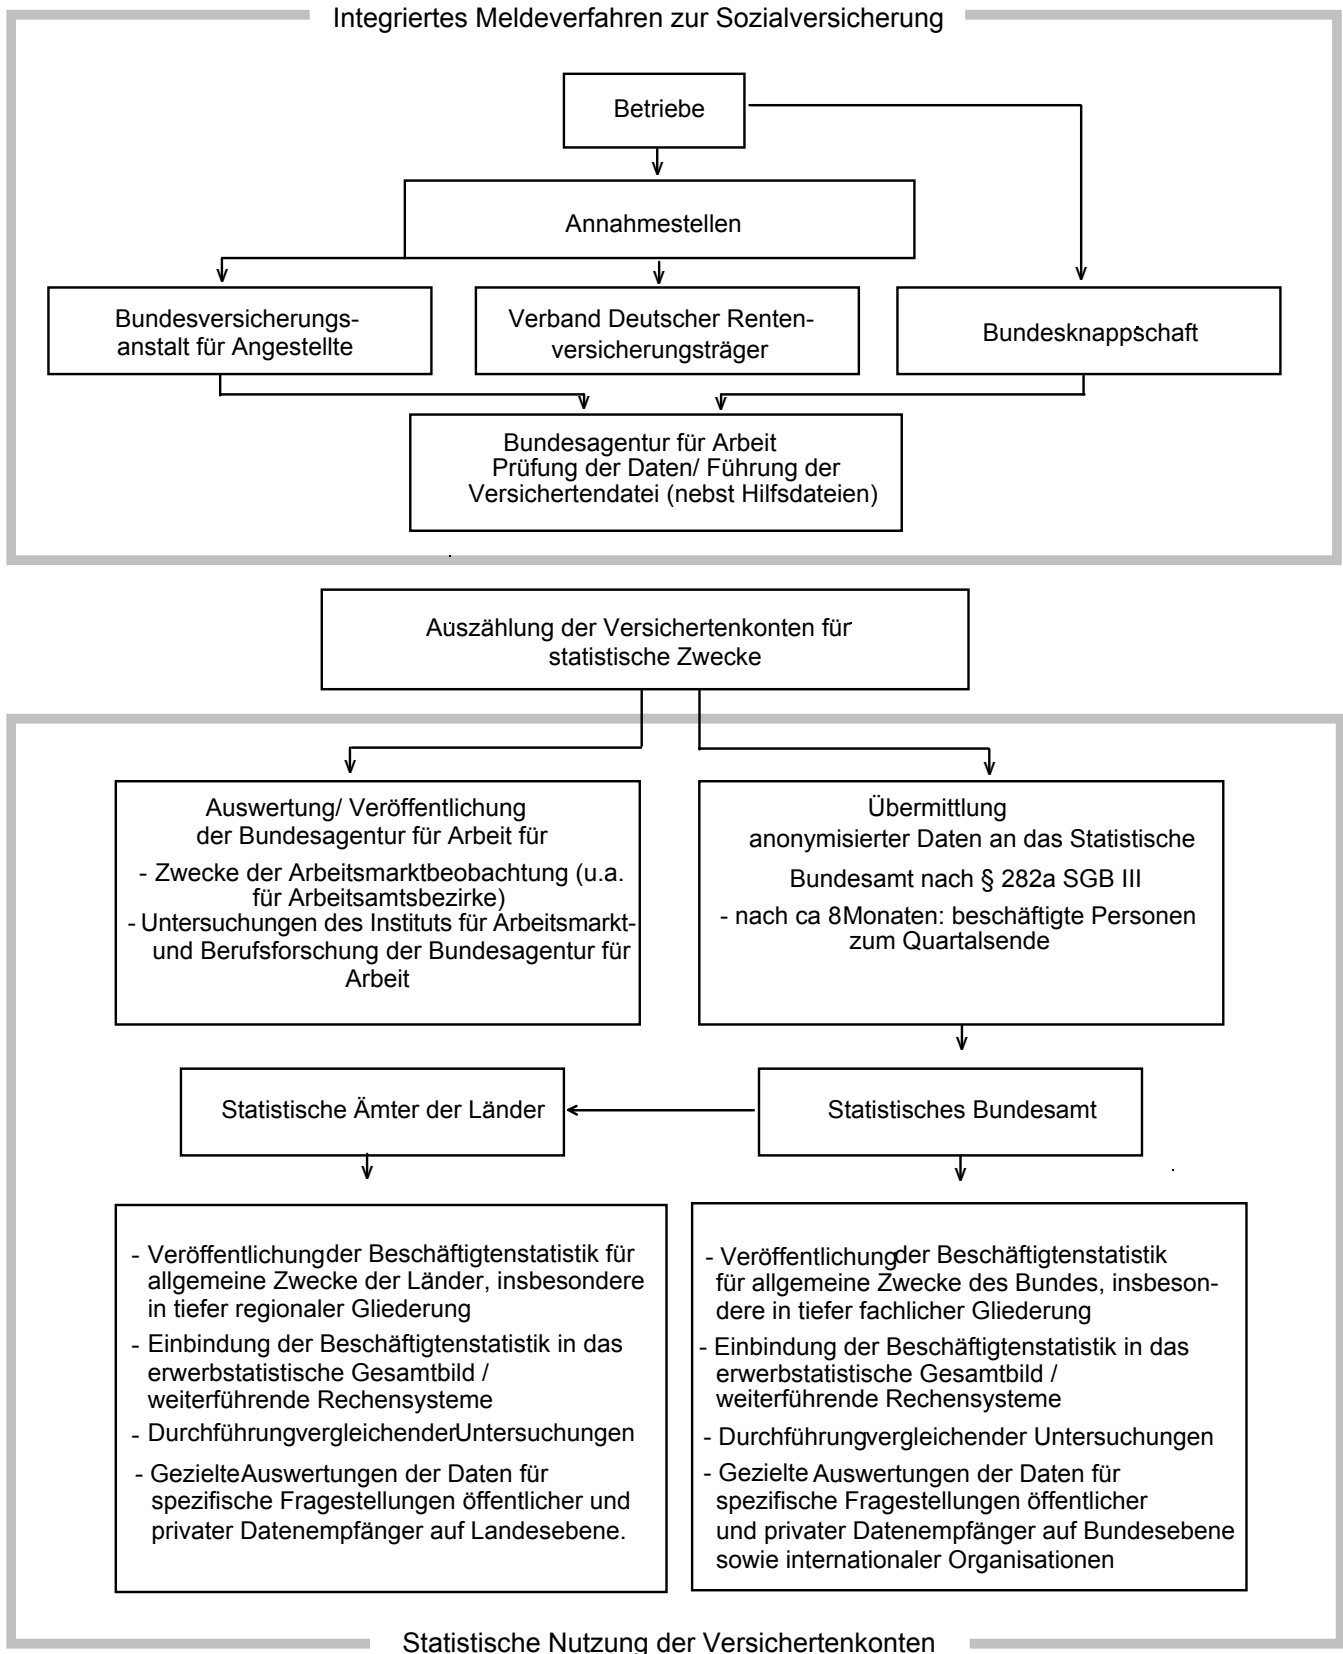 Integriertes Meldeverfahren zur Sozialversicherung
Betriebe
Annahmestellen
Bundesversicherungs-
anstalt für Angestellte
Verband Deutscher Renten-
versicherungsträger
Bundesknappschaft
Bundesagentur für Arbeit
Prüfung der Daten/ Führung der
Versichertendatei (nebst Hilfsdateien)
Auszählung der Versichertenkonten für
statistische Zwecke
Auswertung/ Veröffentlichung
der Bundesagentur für Arbeit für
- Zwecke der Arbeitsmarktbeobachtung (u.a.
für Arbeitsamtsbezirke)
- Untersuchungen des Instituts für Arbeitsmarkt-
und Berufsforschung der Bundesagentur für
Arbeit
Übermittlung
anonymisierter Daten an das Statistische
Bundesamt nach § 282a SGB III
- nach ca 8Monaten: beschäftigte Personen
zum Quartalsende
Statistische Ämter der Länder
Statistisches Bundesamt
- Veröffentlichungder Beschäftigtenstatistik für
allgemeine Zwecke der Länder, insbesondere
in tiefer regionaler Gliederung
- Einbindung der Beschäftigtenstatistik in das
erwerbstatistische Gesamtbild /
weiterführende Rechensysteme
- DurchführungvergleichenderUntersuchungen
- GezielteAuswertungen der Daten für
spezifische Fragestellungen öffentlicher und
privater Datenempfänger auf Landesebene.
- Veröffentlichungder Beschäftigtenstatistik
für allgemeine Zwecke des Bundes, insbeson-
dere in tiefer fachlicher Gliederung
- Einbindung der Beschäftigtenstatistik in das
erwerbstatistische Gesamtbild /
weiterführende Rechensysteme
- Durchführungvergleichender Untersuchungen
- Gezielte Auswertungen der Daten für
spezifische Fragestellungen öffentlicher
und privater Datenempfänger auf Bundesebene
sowie internationaler Organisationen
Statistische Nutzung der Versichertenkonten